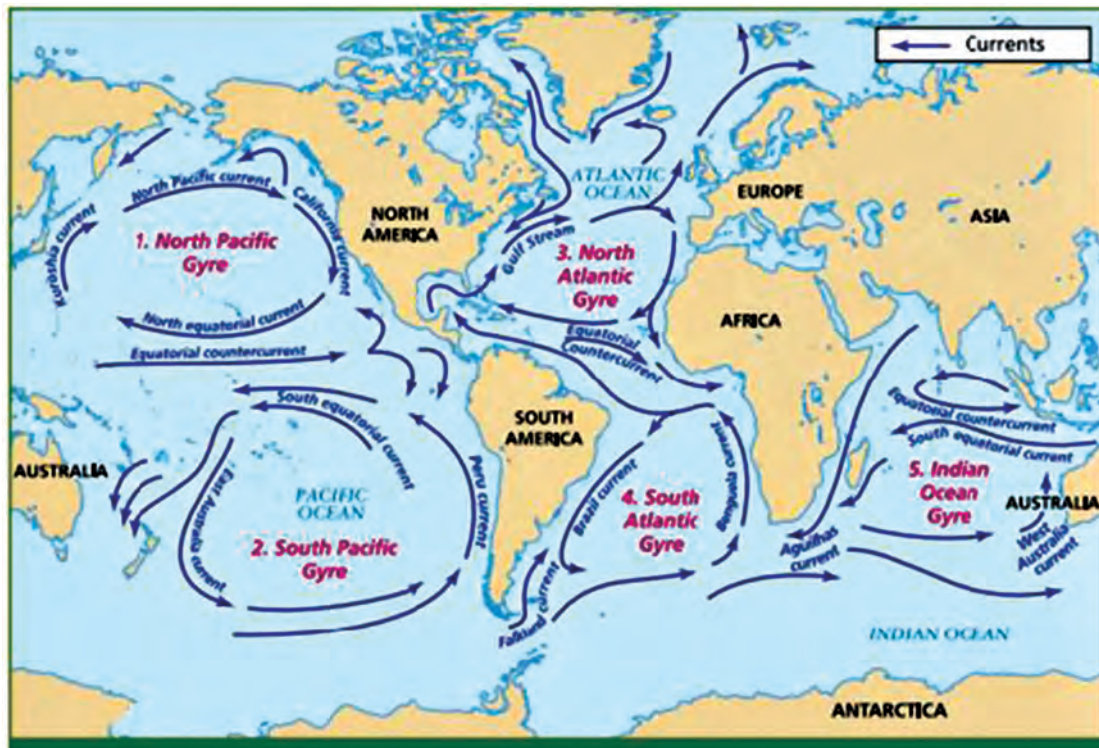 Currents
ATLANTIC
OCEAN
EUROPE
ASIA
NORTH
AMERICA
North Pacific current
California current
Kuroshia current
1. North Pacific
Gyre
Gulf Stream
3. North
Atlantic
Gyre
AFRICA
North equatorial current
Equatorial countercurrent
Equatorial
Countercurrent
South equatorial current
SOUTH
AMERICA
Equatorial countercurrent
South equatorial current
AUSTRALIA
East Australia current
PACIFIC
OCEAN
2. South Pacific
Gyre
Peru current
Brazil current
4. South
Atlantic
Gyre
Benguela current
5. Indian
Ocean
Gyre
AUSTRALIA
Agulhas
current
West
Australia
current
Falklund current
INDIAN OCEAN
ANTARCTICA